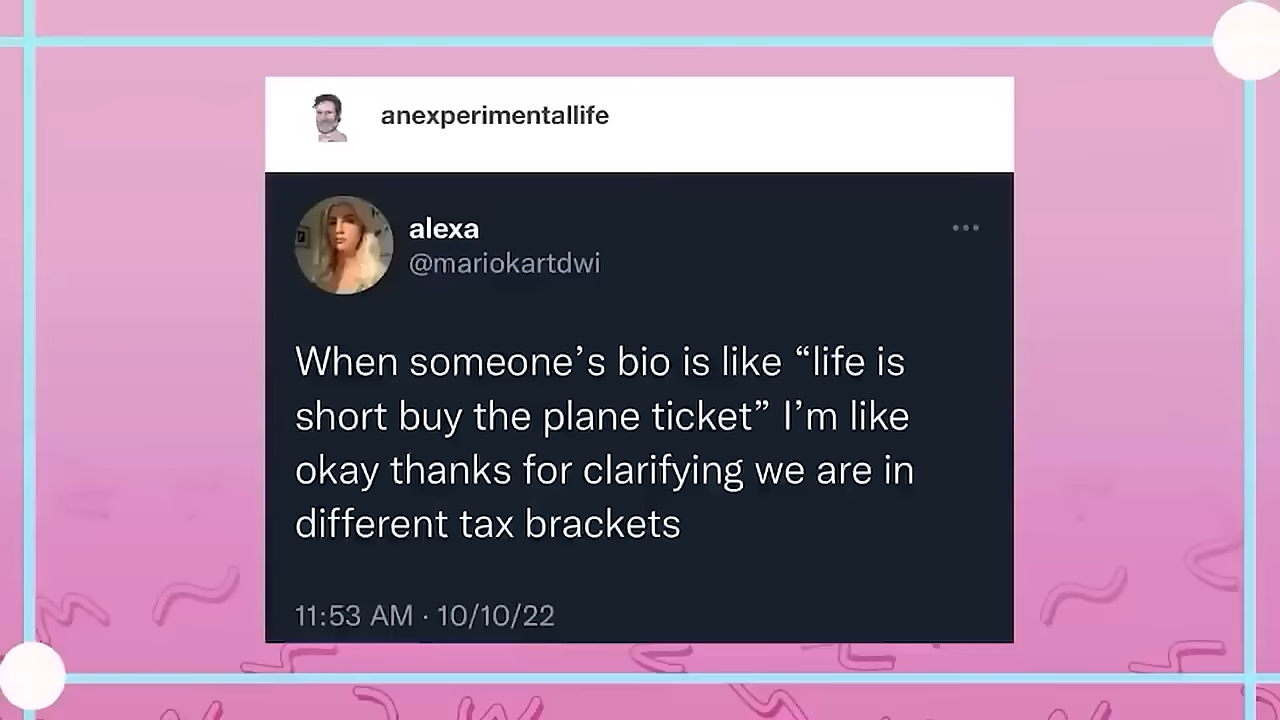 anexperimentallife
alexa
@mariokartdwi
When someone’s bio is like “life is
short buy the plane ticket” I’m like
okay thanks for clarifying we are in
different tax brackets
11:53 AM · 10/10/22